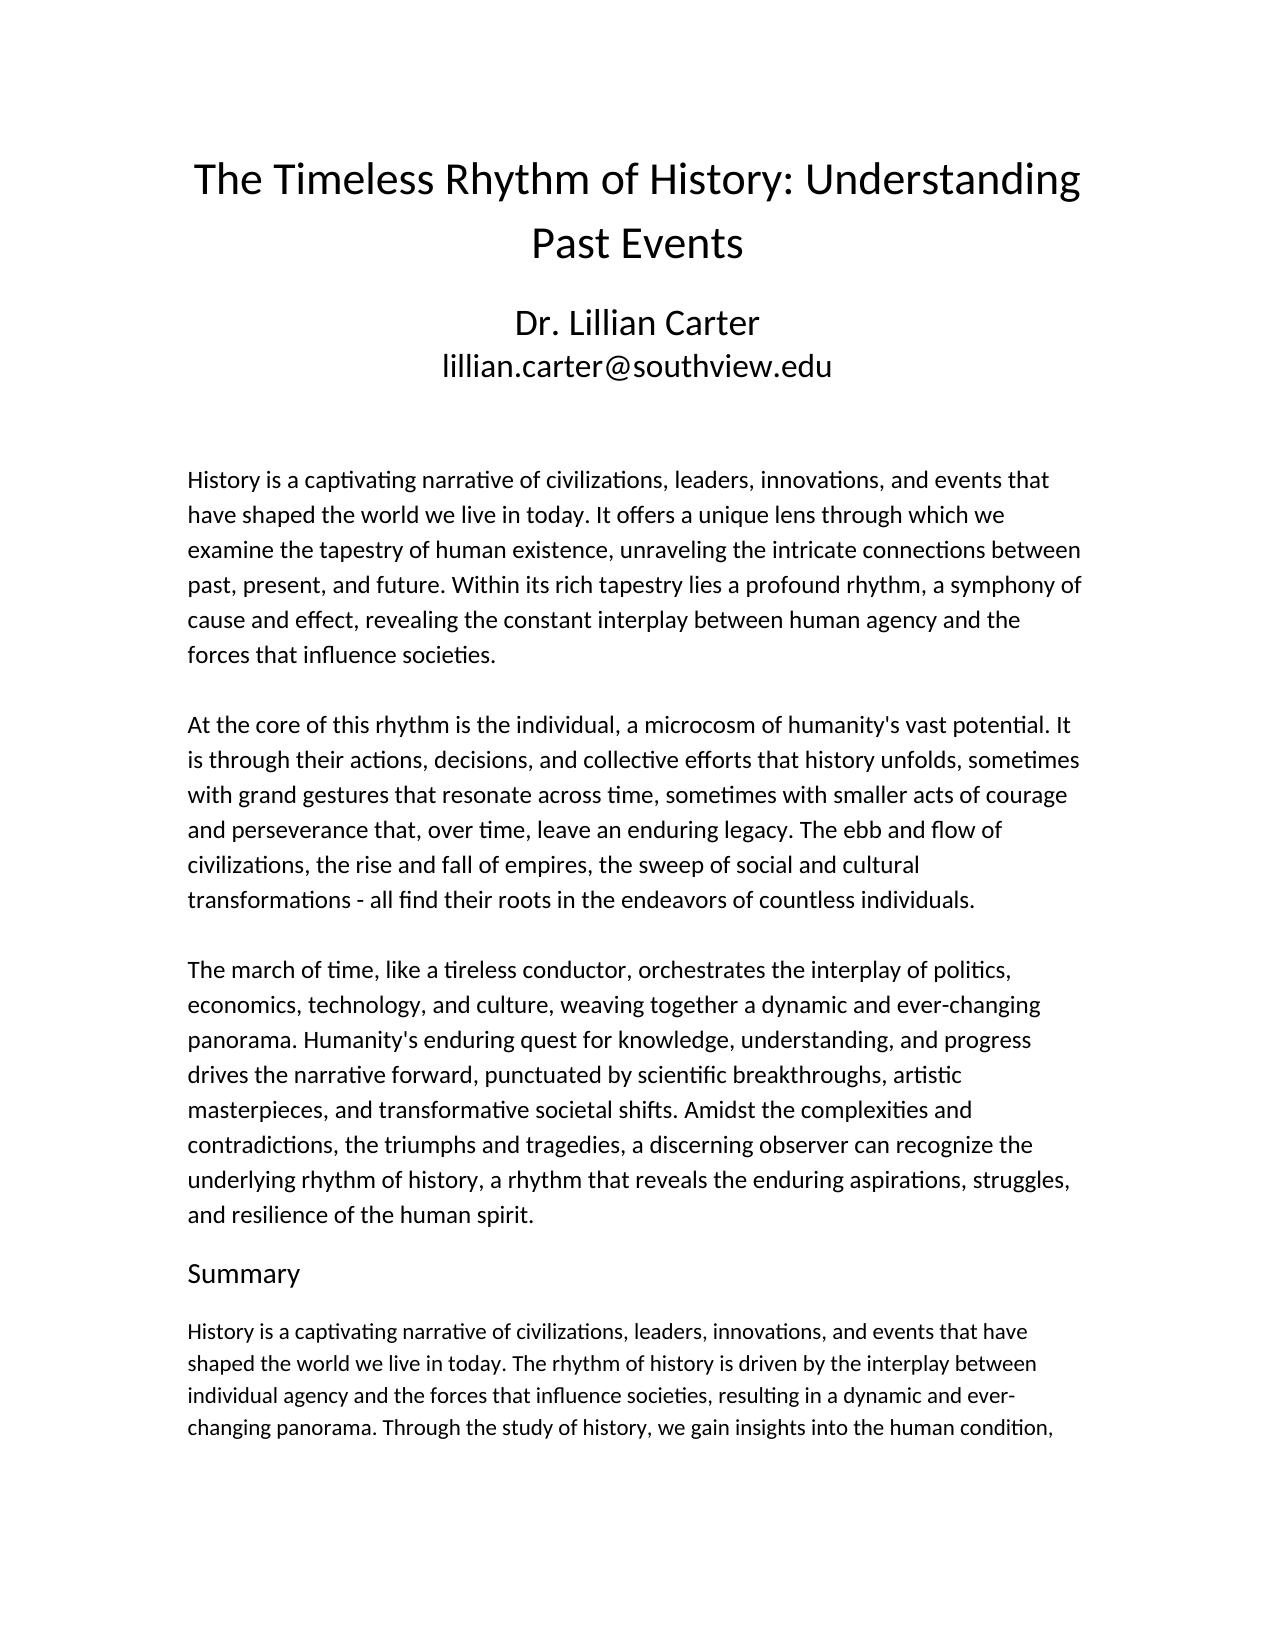 The Timeless Rhythm of History: Understanding
Past Events
Dr. Lillian Carter
lillian.carter@southview.edu
History is a captivating narrative of civilizations, leaders, innovations, and events that
have shaped the world we live in today. It offers a unique lens through which we
examine the tapestry of human existence, unraveling the intricate connections between
past, present, and future. Within its rich tapestry lies a profound rhythm, a symphony of
cause and effect, revealing the constant interplay between human agency and the
forces that influence societies.
At the core of this rhythm is the individual, a microcosm of humanity's vast potential. It
is through their actions, decisions, and collective efforts that history unfolds, sometimes
with grand gestures that resonate across time, sometimes with smaller acts of courage
and perseverance that, over time, leave an enduring legacy. The ebb and flow of
civilizations, the rise and fall of empires, the sweep of social and cultural
transformations - all find their roots in the endeavors of countless individuals.
The march of time, like a tireless conductor, orchestrates the interplay of politics,
economics, technology, and culture, weaving together a dynamic and ever-changing
panorama. Humanity's enduring quest for knowledge, understanding, and progress
drives the narrative forward, punctuated by scientific breakthroughs, artistic
masterpieces, and transformative societal shifts. Amidst the complexities and
contradictions, the triumphs and tragedies, a discerning observer can recognize the
underlying rhythm of history, a rhythm that reveals the enduring aspirations, struggles,
and resilience of the human spirit.
Summary
History is a captivating narrative of civilizations, leaders, innovations, and events that have
shaped the world we live in today. The rhythm of history is driven by the interplay between
individual agency and the forces that influence societies, resulting in a dynamic and ever-
changing panorama. Through the study of history, we gain insights into the human condition,